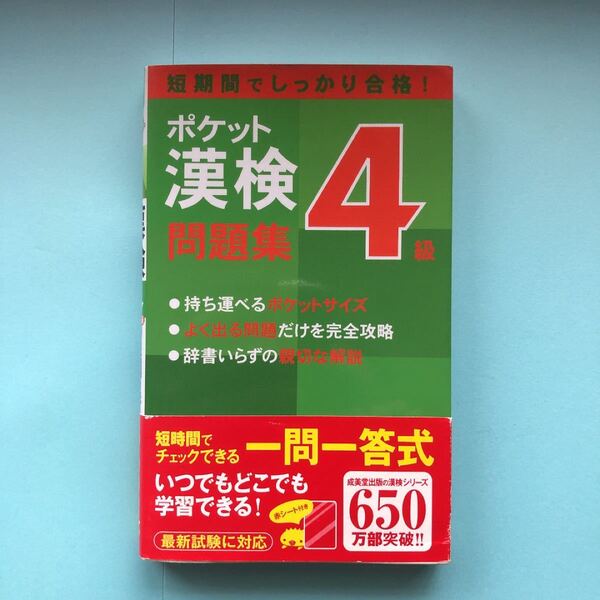 短期間でしっかり合格！
ポケット
漢検
問題集
4
級
●持ち運べるポケットサイズ
●よく出る問題だけを完全攻略
●辞書いらずの親切な解説
短時間で
チェックできる
一問一答式
いつでもどこでも
学習できる！
赤シート付き
最新試験に対応
成美堂出版の漢検シリーズ
650
万部突破!!